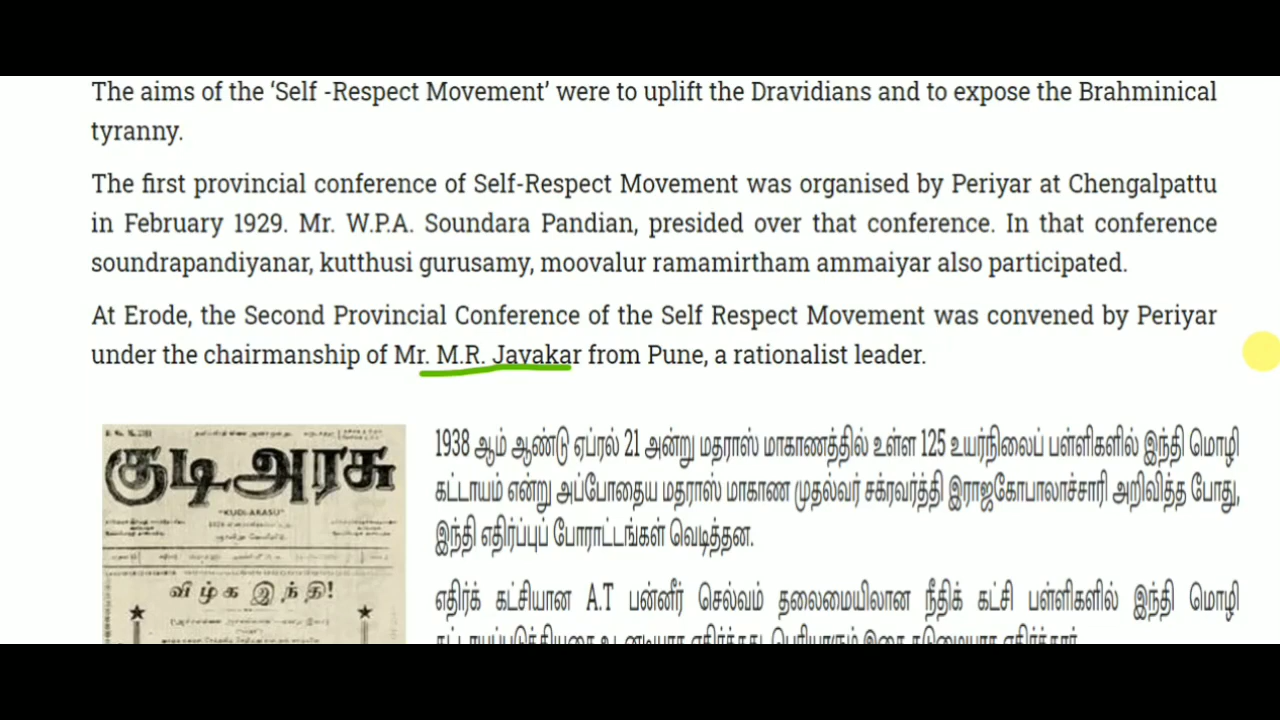 The aims of the ‘Self -Respect Movement’ were to uplift the Dravidians and to expose the Brahminical
tyranny.
The first provincial conference of Self-Respect Movement was organised by Periyar at Chengalpattu
in February 1929. Mr. W.P.A. Soundara Pandian, presided over that conference. In that conference
soundrapandiyanar, kutthusi gurusamy, moovalur ramamirtham ammaiyar also participated.
At Erode, the Second Provincial Conference of the Self Respect Movement was convened by Periyar
under the chairmanship of Mr. M.R. Jayakar from Pune, a rationalist leader.
குடி அரசு
"KUDI ARASU"
விழ்க இந்தி!
1938 ஆம் ஆண்டு ஏப்ரல் 21 அன்று மதராஸ் மாகாணத்தில் உள்ள 125 உயர்நிலைப் பள்ளிகளில் இந்தி மொழி
கட்டாயம் என்று அப்போதைய மதராஸ் மாகாண முதல்வர் சக்ரவர்த்தி இராஜகோபாலாச்சாரி அறிவித்த போது,
இந்தி எதிர்ப்புப் போராட்டங்கள் வெடித்தன.
எதிர்க் கட்சியான A.T பன்னீர் செல்வம் தலைமையிலான நீதிக் கட்சி பள்ளிகளில் இந்தி மொழி